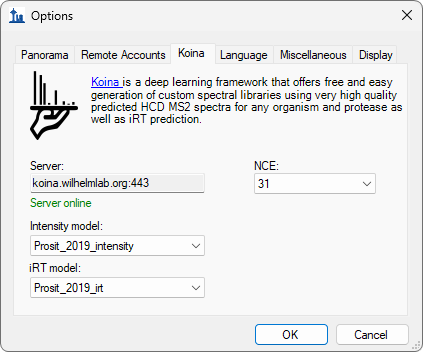 Options
Panorama Remote Accounts Koina Language Miscellaneous Display
Koina is a deep learning framework that offers free and easy
generation of custom spectral libraries using very high quality
predicted HCD MS2 spectra for any organism and protease as
well as iRT prediction.
Server: NCE:
koina.wilhelmlab.org:443 31
Server online
Intensity model:
Prosit_2019_intensity
iRT model:
Prosit_2019_irt
OK Cancel